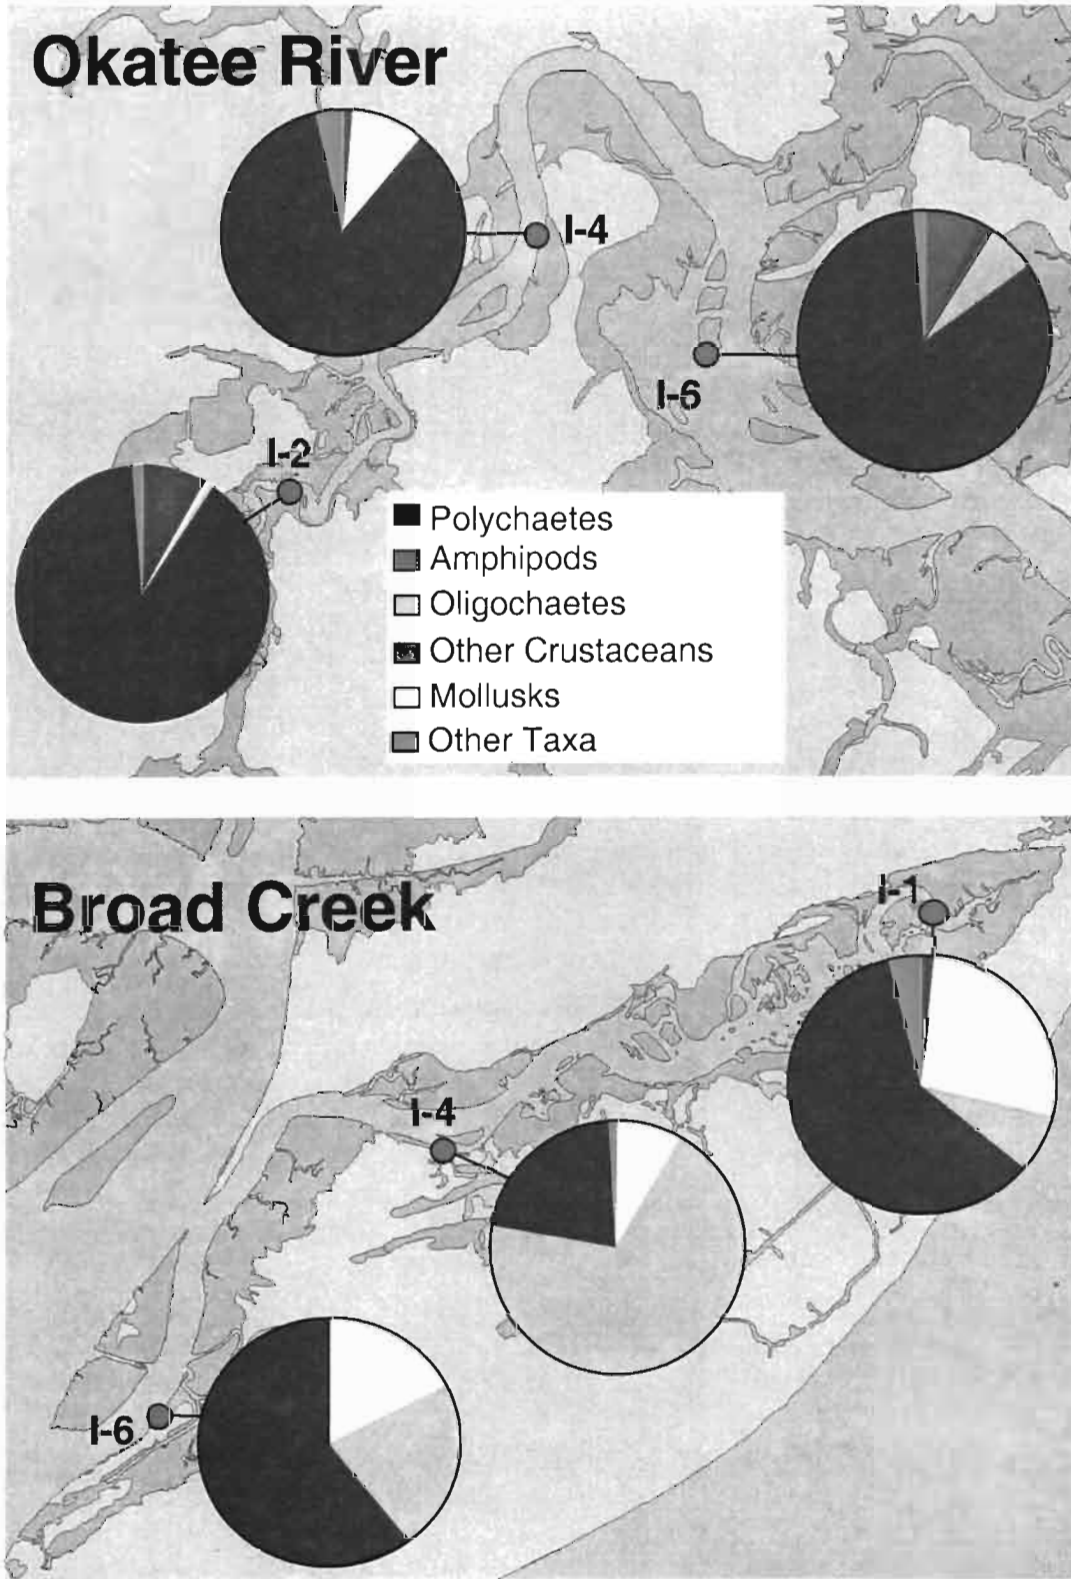 Okatee River
I-4
I-6
I-2
Polychaetes
Amphipods
Oligochaetes
Other Crustaceans
Mollusks
Other Taxa
Broad Creek
I-1
I-4
I-6